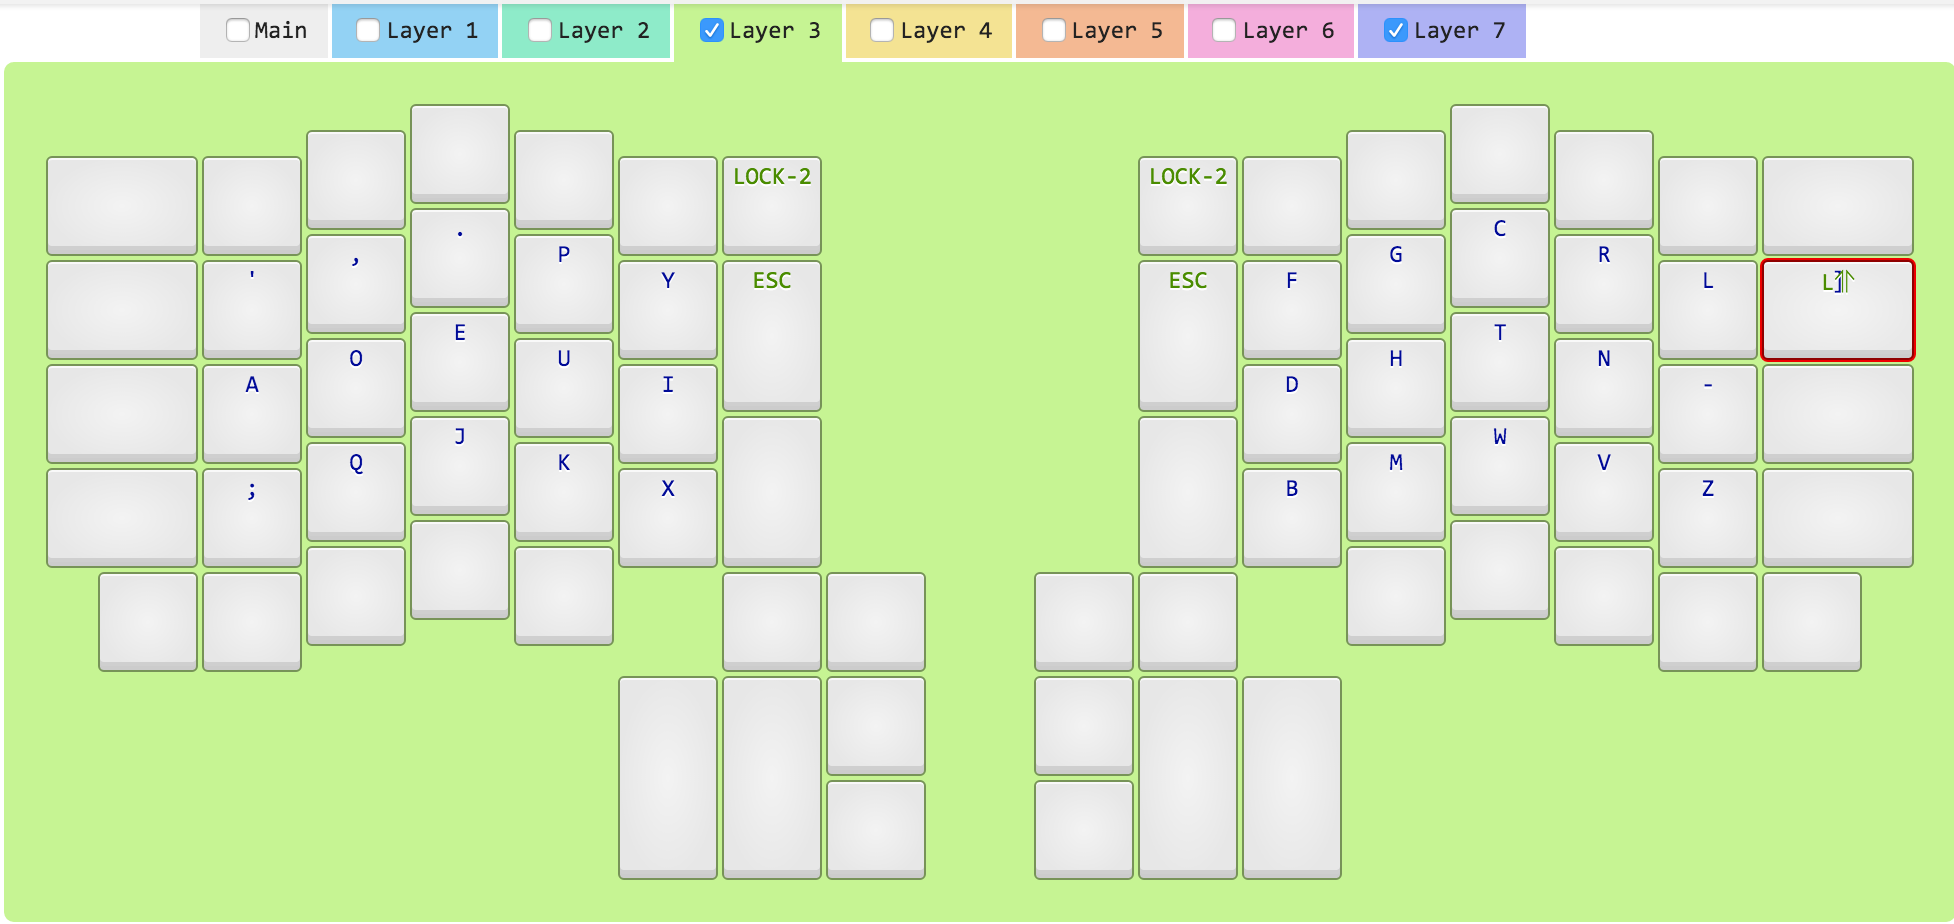 Main Layer 1 Layer 2 Layer 3 Layer 4 Layer 5 Layer 6 Layer 7
LOCK-2 LOCK-2
' , . P Y ESC ESC F G C R L
A O E U I D H T N -
; Q J K X B M W V Z